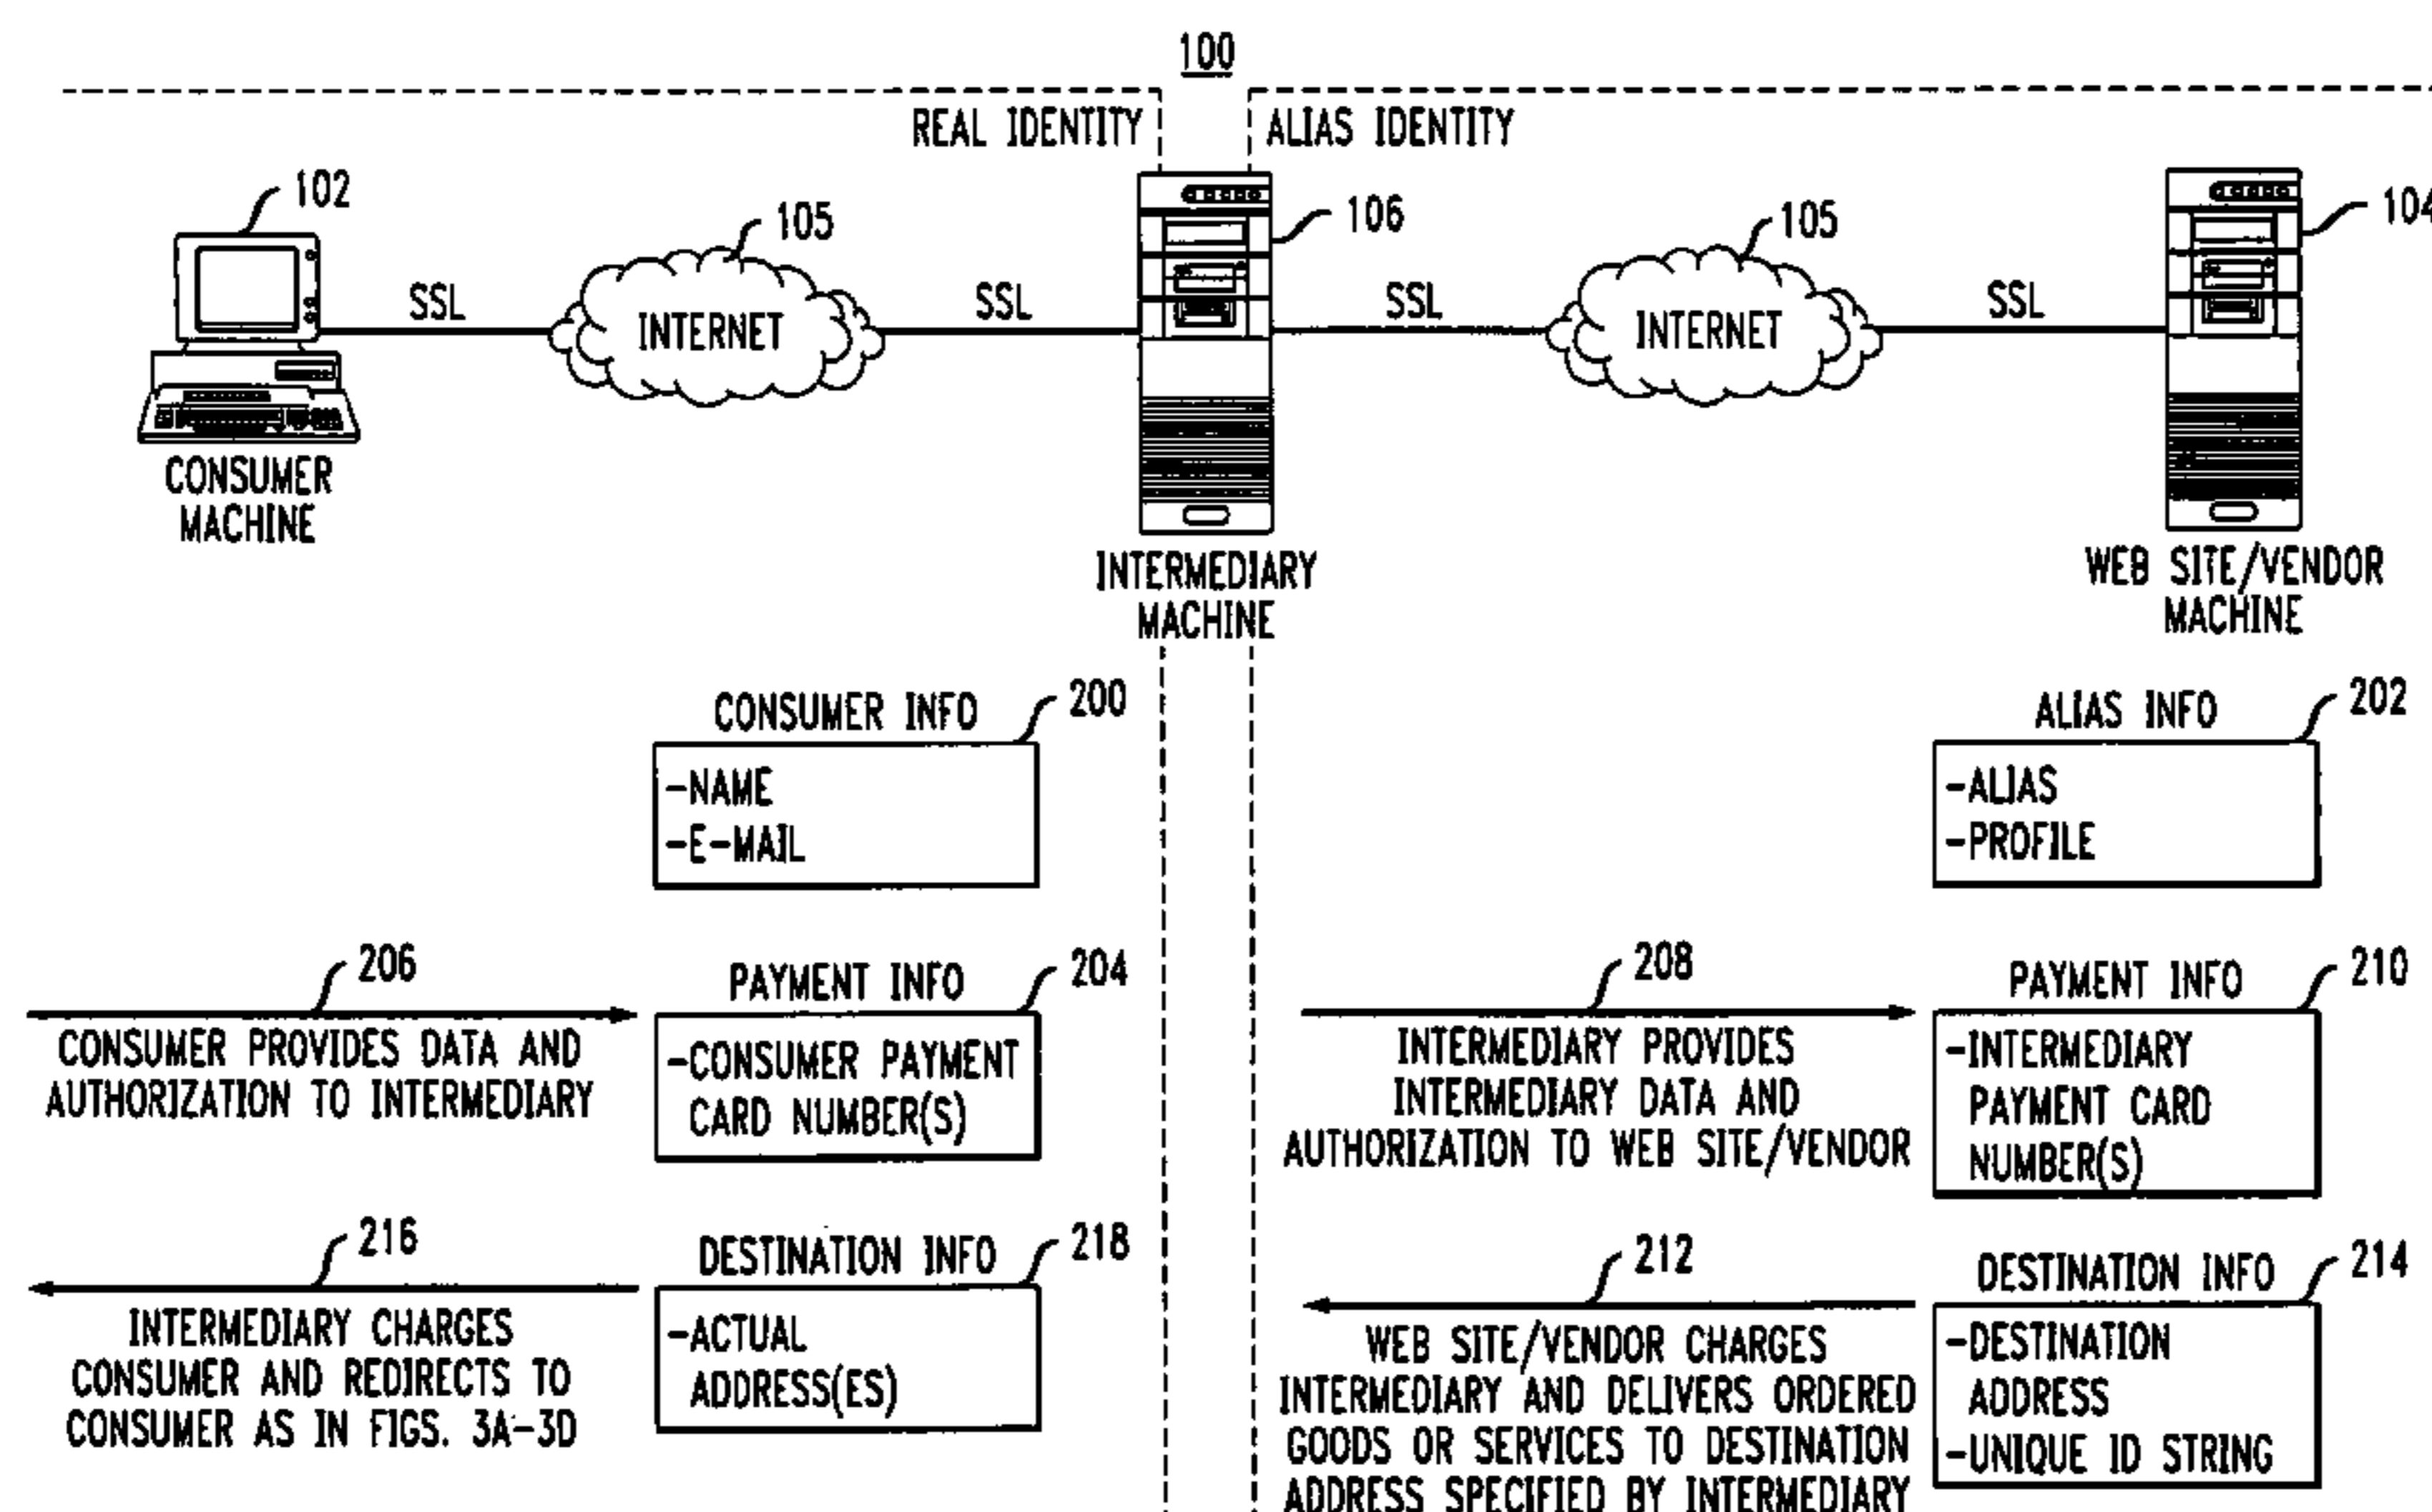 100
REAL IDENTITY
ALIAS IDENTITY
102
105
106
105
104
SSL
INTERNET
SSL
SSL
INTERNET
SSL
CONSUMER
MACHINE
INTERMEDIARY
MACHINE
WEB SITE/VENDOR
MACHINE
CONSUMER INFO
200
-NAME
-E-MAIL
ALIAS INFO
202
-ALIAS
-PROFILE
206
CONSUMER PROVIDES DATA AND
AUTHORIZATION TO INTERMEDIARY
PAYMENT INFO
204
-CONSUMER PAYMENT
CARD NUMBER(S)
208
INTERMEDIARY PROVIDES
INTERMEDIARY DATA AND
AUTHORIZATION TO WEB SITE/VENDOR
PAYMENT INFO
210
-INTERMEDIARY
PAYMENT CARD
NUMBER(S)
216
INTERMEDIARY CHARGES
CONSUMER AND REDIRECTS TO
CONSUMER AS IN FIGS. 3A-3D
DESTINATION INFO
218
-ACTUAL
ADDRESS(ES)
212
WEB SITE/VENDOR CHARGES
INTERMEDIARY AND DELIVERS ORDERED
GOODS OR SERVICES TO DESTINATION
ADDRESS SPECIFIED BY INTERMEDIARY
DESTINATION INFO
214
-DESTINATION
ADDRESS
-UNIQUE ID STRING